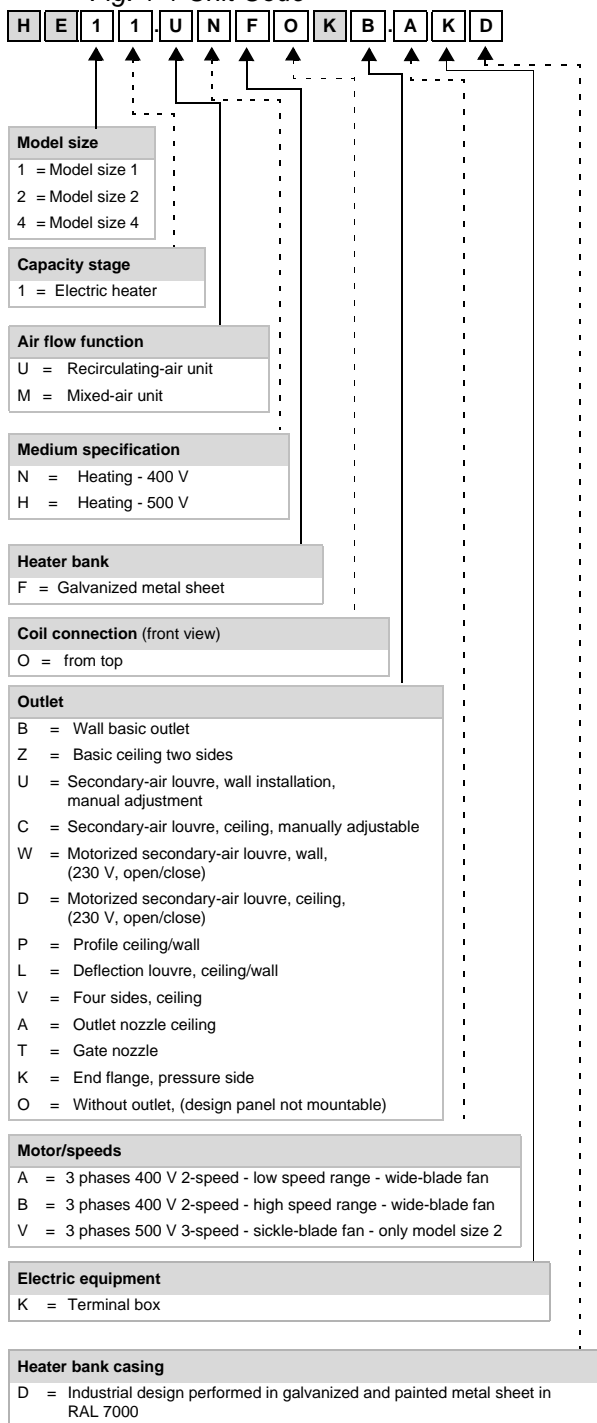 Fig. 1-1 Unit Code
H E 1 1 . U N F O K B . A K D
Model size
1 = Model size 1
2 = Model size 2
4 = Model size 4
Capacity stage
1 = Electric heater
Air flow function
U = Recirculating-air unit
M = Mixed-air unit
Medium specification
N = Heating - 400 V
H = Heating - 500 V
Heater bank
F = Galvanized metal sheet
Coil connection (front view)
O = from top
Outlet
B = Wall basic outlet
Z = Basic ceiling two sides
U = Secondary-air louvre, wall installation,
manual adjustment
C = Secondary-air louvre, ceiling, manually adjustable
W = Motorized secondary-air louvre, wall,
(230 V, open/close)
D = Motorized secondary-air louvre, ceiling,
(230 V, open/close)
P = Profile ceiling/wall
L = Deflection louvre, ceiling/wall
V = Four sides, ceiling
A = Outlet nozzle ceiling
T = Gate nozzle
K = End flange, pressure side
O = Without outlet, (design panel not mountable)
Motor/speeds
A = 3 phases 400 V 2-speed - low speed range - wide-blade fan
B = 3 phases 400 V 2-speed - high speed range - wide-blade fan
V = 3 phases 500 V 3-speed - sickle-blade fan - only model size 2
Electric equipment
K = Terminal box
Heater bank casing
D = Industrial design performed in galvanized and painted metal sheet in
RAL 7000